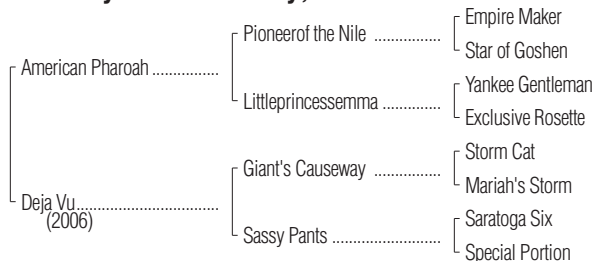 Empire Maker
Pioneerof the Nile ................
Star of Goshen
American Pharoah ................
Yankee Gentleman
Littleprincessemma ..............
Exclusive Rosette
Storm Cat
Giant's Causeway ................
Mariah's Storm
Deja Vu..................................
(2006)
Saratoga Six
Sassy Pants ..........................
Special Portion